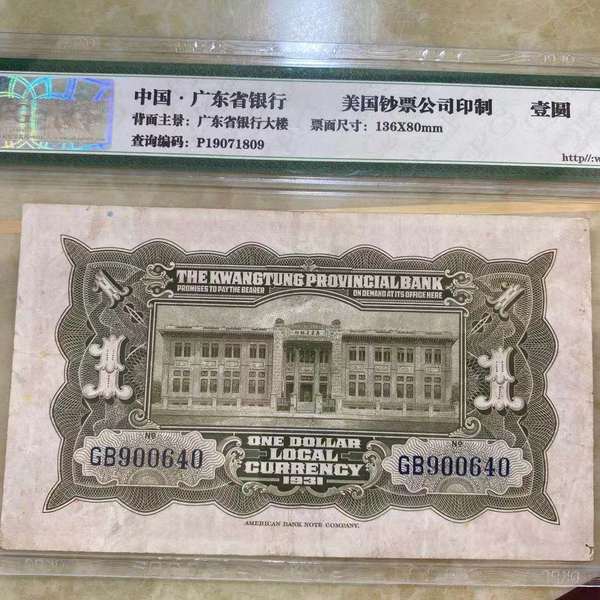 中国·广东省银行 美国钞票公司印制 壹圆
背面主景：广东省银行大楼 票面尺寸：136X80mm
查询编码：P19071809
http//:w
THE KWANGTUNG PROVINCIAL BANK
PROMISES TO PAY THE BEARER ON DEMAND AT ITS OFFICE HERE
1 1
No No
GB900640 GB900640
ONE DOLLAR
LOCAL
CURRENCY
1931
AMERICAN BANK NOTE COMPANY.